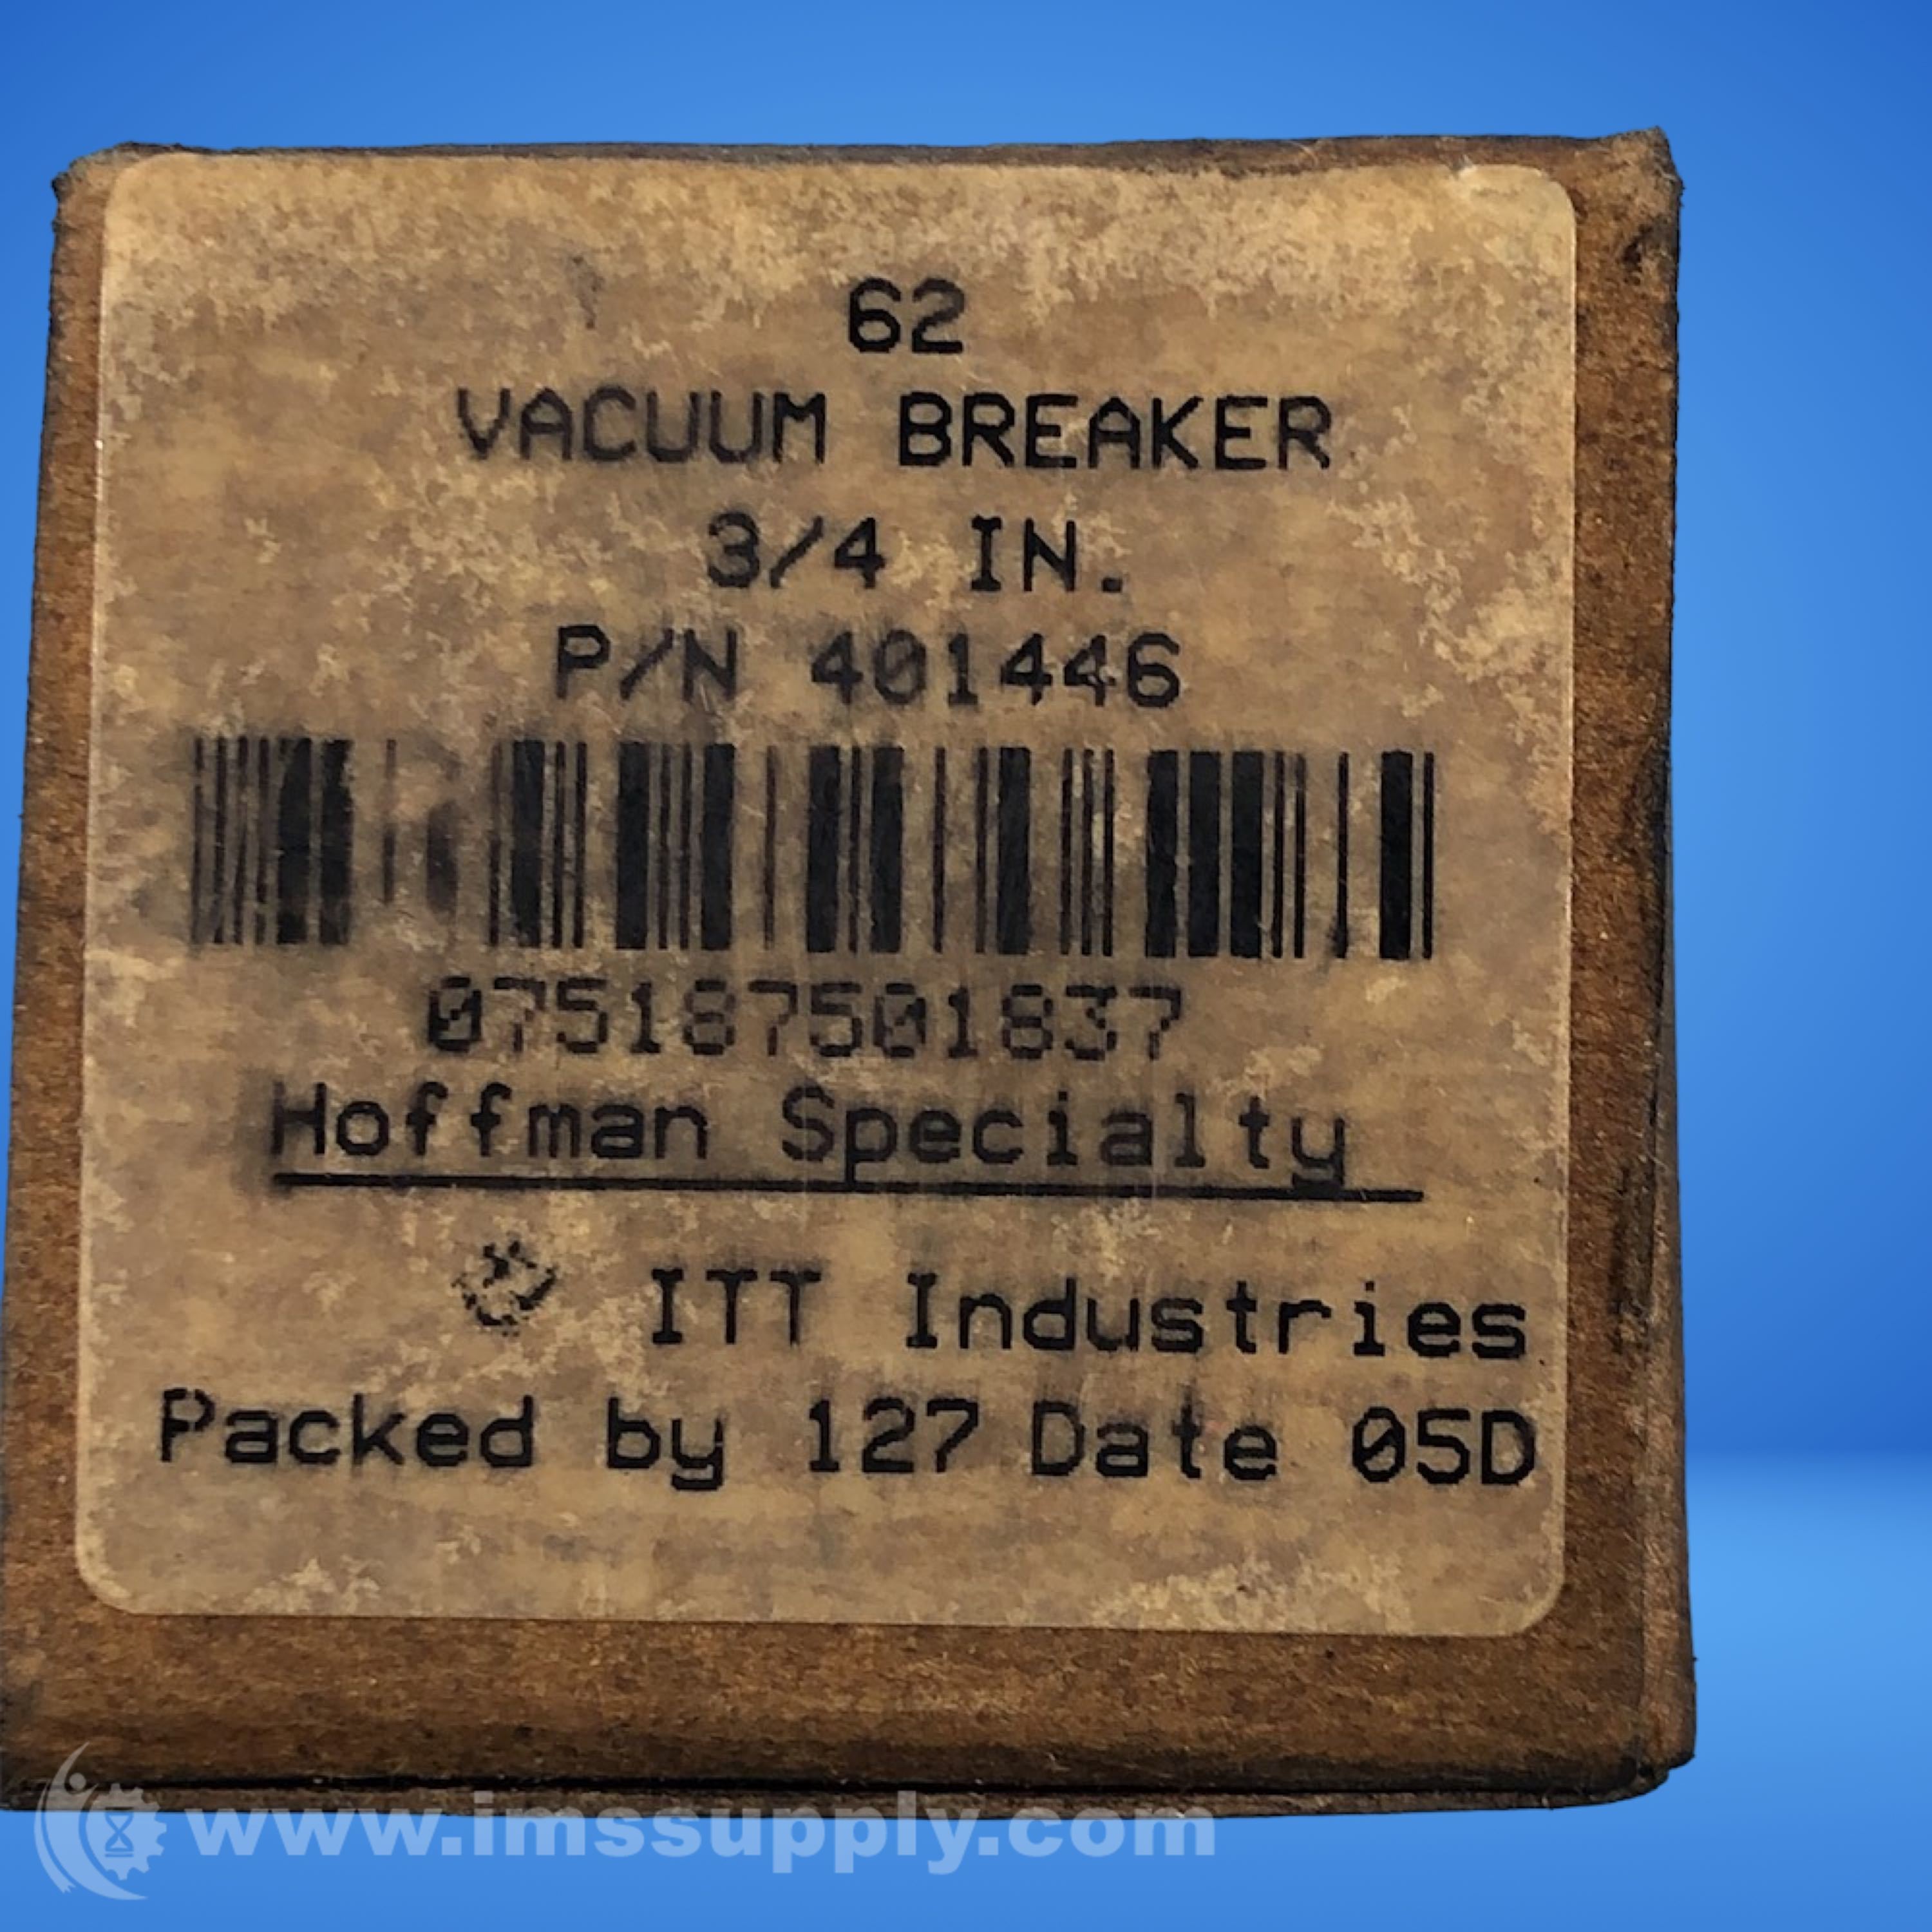 62
VACUUM BREAKER
3/4 IN.
P/N 401446
075187501837
Hoffman Specialty
ITT Industries
Packed by 127 Date 05D
www.imssupply.com